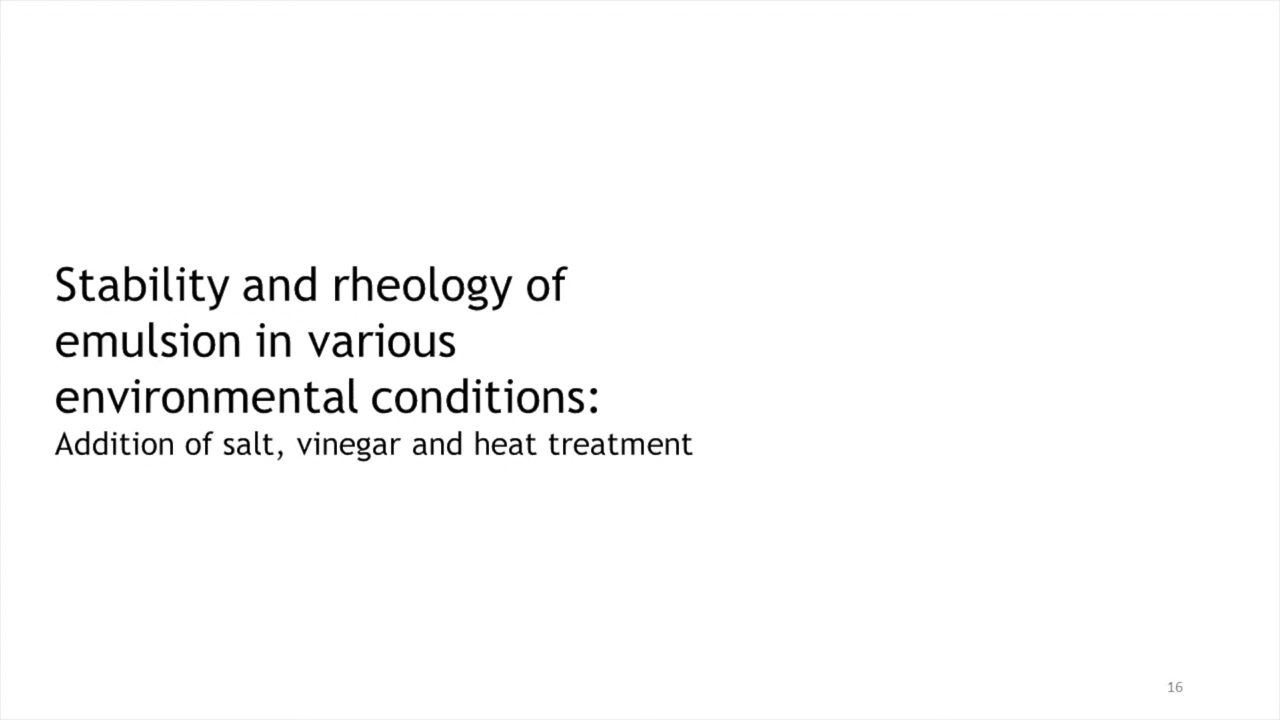 Stability and rheology of
emulsion in various
environmental conditions:
Addition of salt, vinegar and heat treatment
16